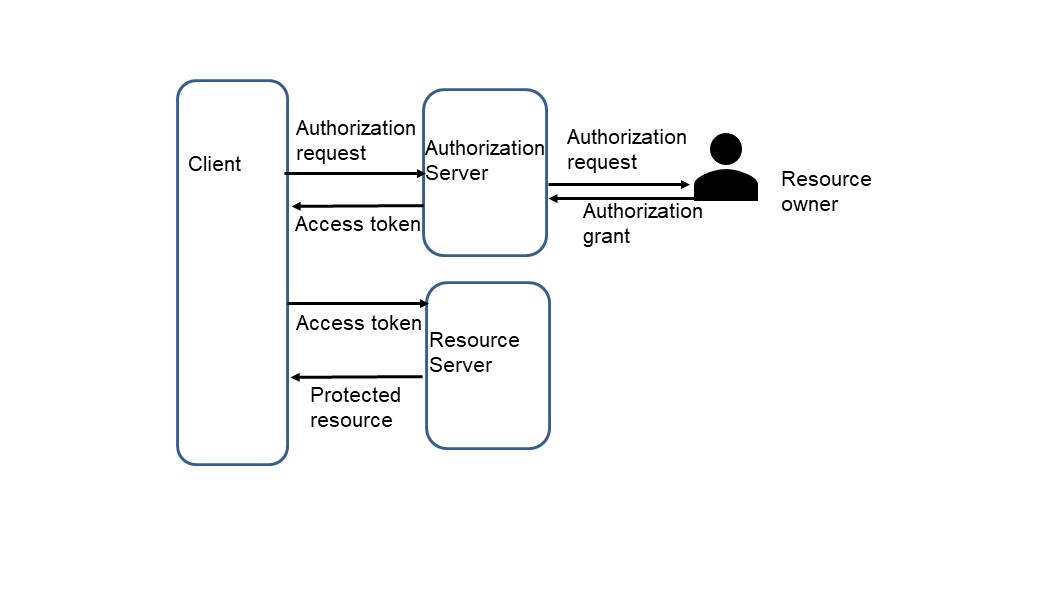 Client
Authorization
request
Access token
Authorization
Server
Authorization
request
Authorization
grant
Resource
owner
Access token
Protected
resource
Resource
Server